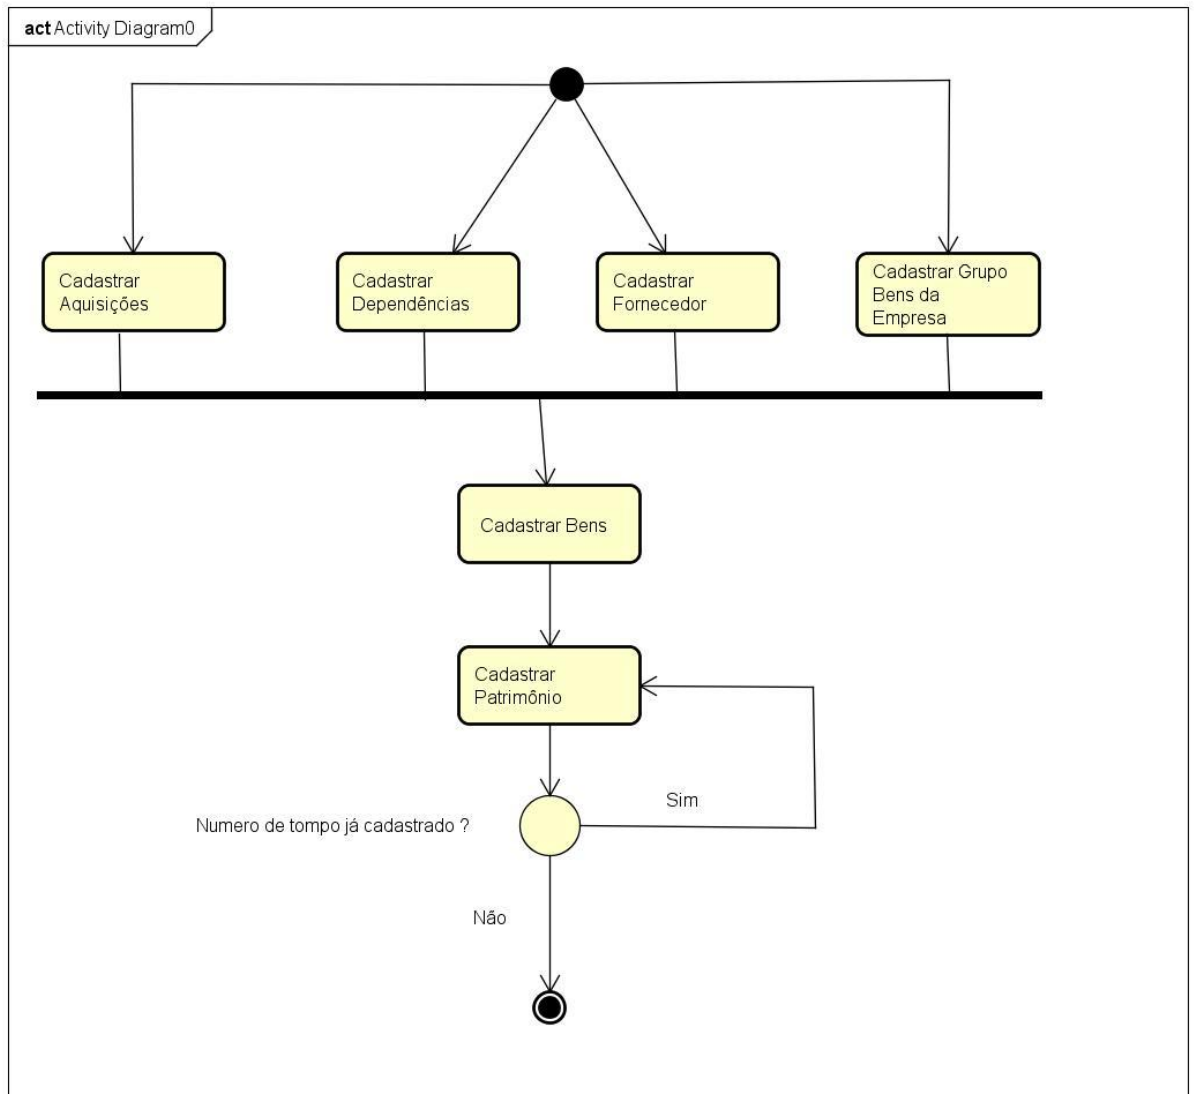 act Activity Diagram0
Cadastrar
Aquisições
Cadastrar
Dependências
Cadastrar
Fornecedor
Cadastrar Grupo
Bens da
Empresa
Cadastrar Bens
Cadastrar
Patrimônio
Sim
Numero de tompo já cadastrado ?
Não